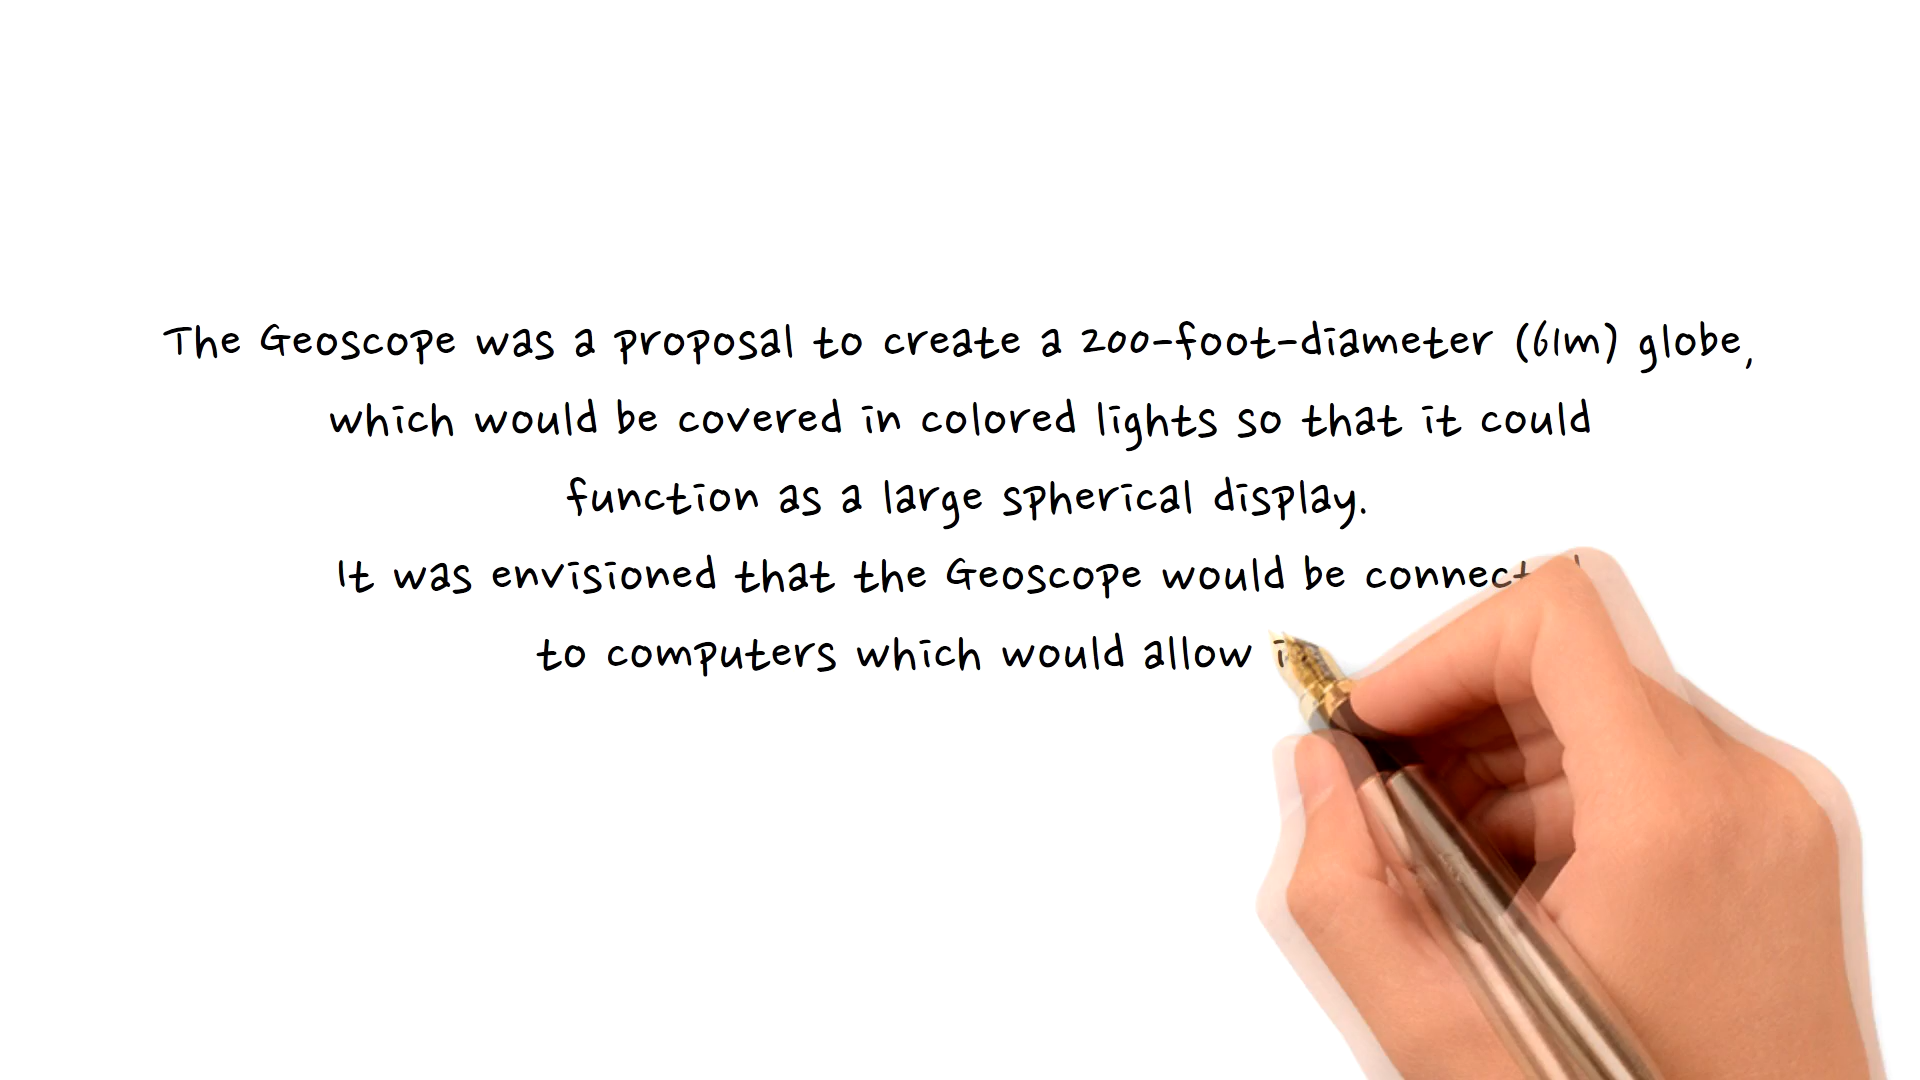 The Geoscope was a proposal to create a 200-foot-diameter (61m) globe,
which would be covered in colored lights so that it could
function as a large spherical display.
It was envisioned that the Geoscope would be
to computers which would allow